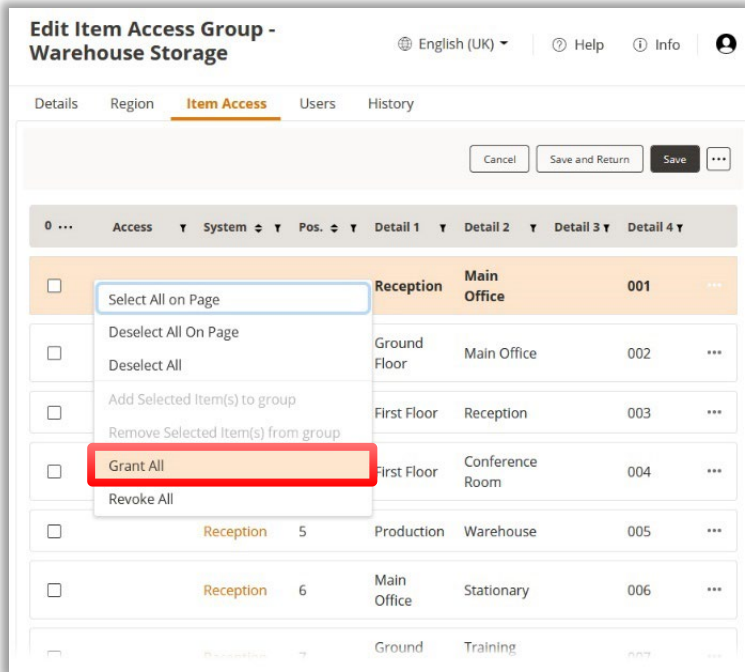 Edit Item Access Group -
Warehouse Storage
English (UK) Help Info
Details Region Item Access Users History
Cancel Save and Return Save
0 ... Access System Pos. Detail 1 Detail 2 Detail 3 Detail 4
Reception Main Office 001
Select All on Page
Deselect All On Page
Deselect All
Add Selected Item(s) to group
Remove Selected Item(s) from group
Grant All
Revoke All
Ground Floor Main Office 002
First Floor Reception 003
First Floor Conference Room 004
Reception 5 Production Warehouse 005
Reception 6 Main Office Stationary 006
Reception 7 Ground Training 007